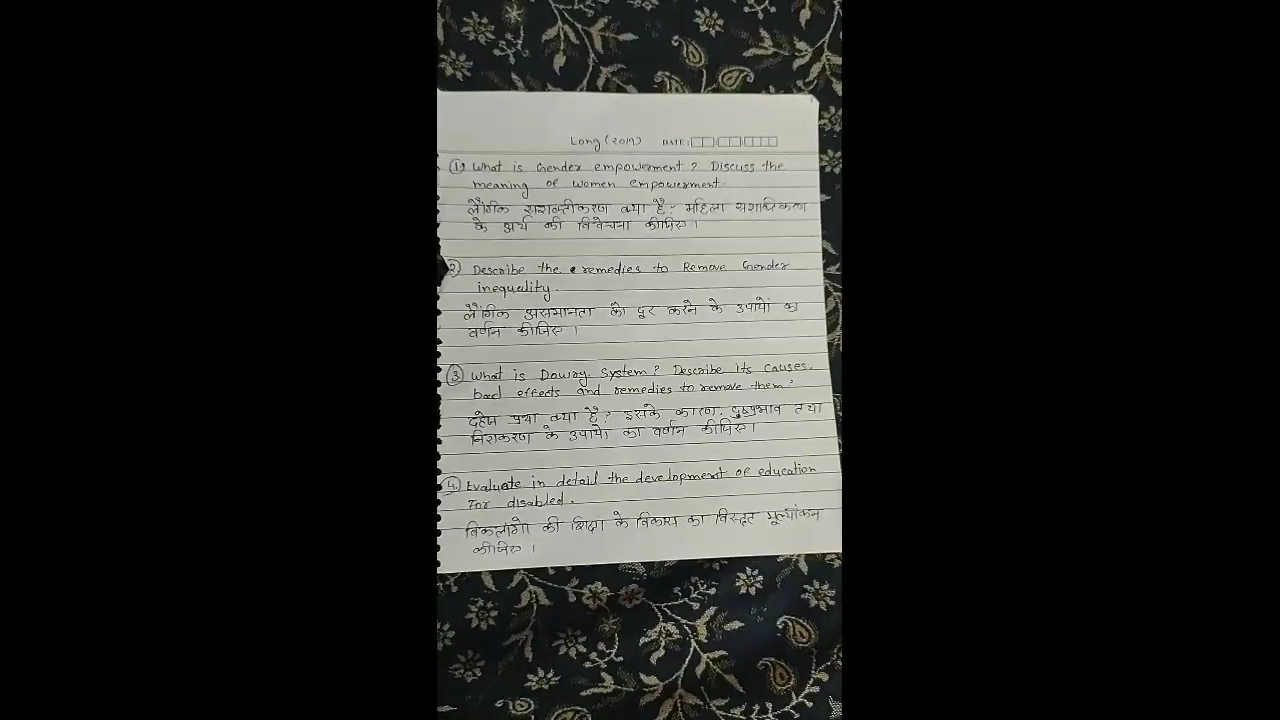 Long (2019) DATE:
① What is Gender empowerment? Discuss the
meaning of women empowerment.
लैंगिक सशक्तीकरण क्या है? महिला सशक्तिकरण
के अर्थ की विवेचना कीजिए।
② Describe the remedies to Remove Gender
inequality.
लैंगिक असमानता को दूर करने के उपायों का
वर्णन कीजिए।
③ What is Dowry System? Describe its causes,
bad effects and remedies to remove them?
दहेज प्रथा क्या है? इसके कारण, दुष्प्रभाव तथा
निराकरण के उपायो का वर्णन कीजिए।
④ Evaluate in detail the development of education
For disabled.
विकलांगो की शिक्षा के विकास का विस्तृत मूल्यांकन
कीजिए।